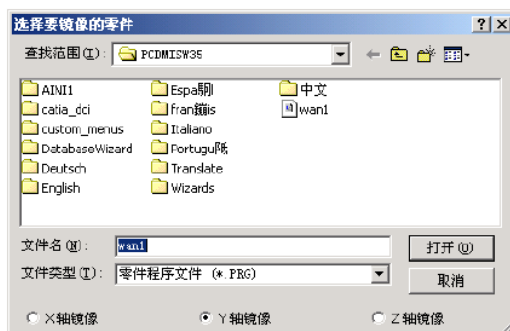 选择要镜像的零件
查找范围(I): PCDMISW35
AINI1 Espa駉l 中文
catia_dci fran鏰is wan1
custom_menus Italiano
DatabaseWizard Portugu阺
Deutsch Translate
English Wizards
文件名(N): wan1 打开(O)
文件类型(T): 零件程序文件 (*.PRG) 取消
X轴镜像 Y轴镜像 Z轴镜像